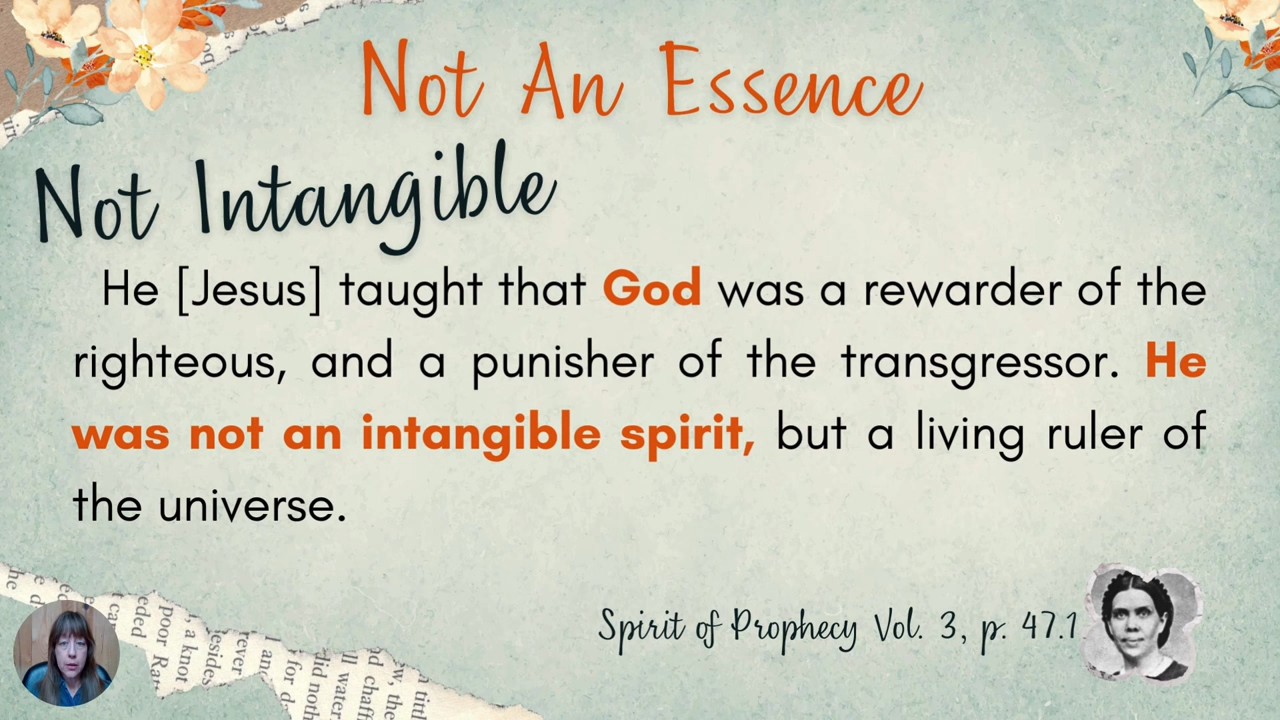 Not An Essence
Not Intangible
He [Jesus] taught that God was a rewarder of the
righteous, and a punisher of the transgressor. He
was not an intangible spirit, but a living ruler of
the universe.
Spirit of Prophecy Vol. 3, p. 47.1